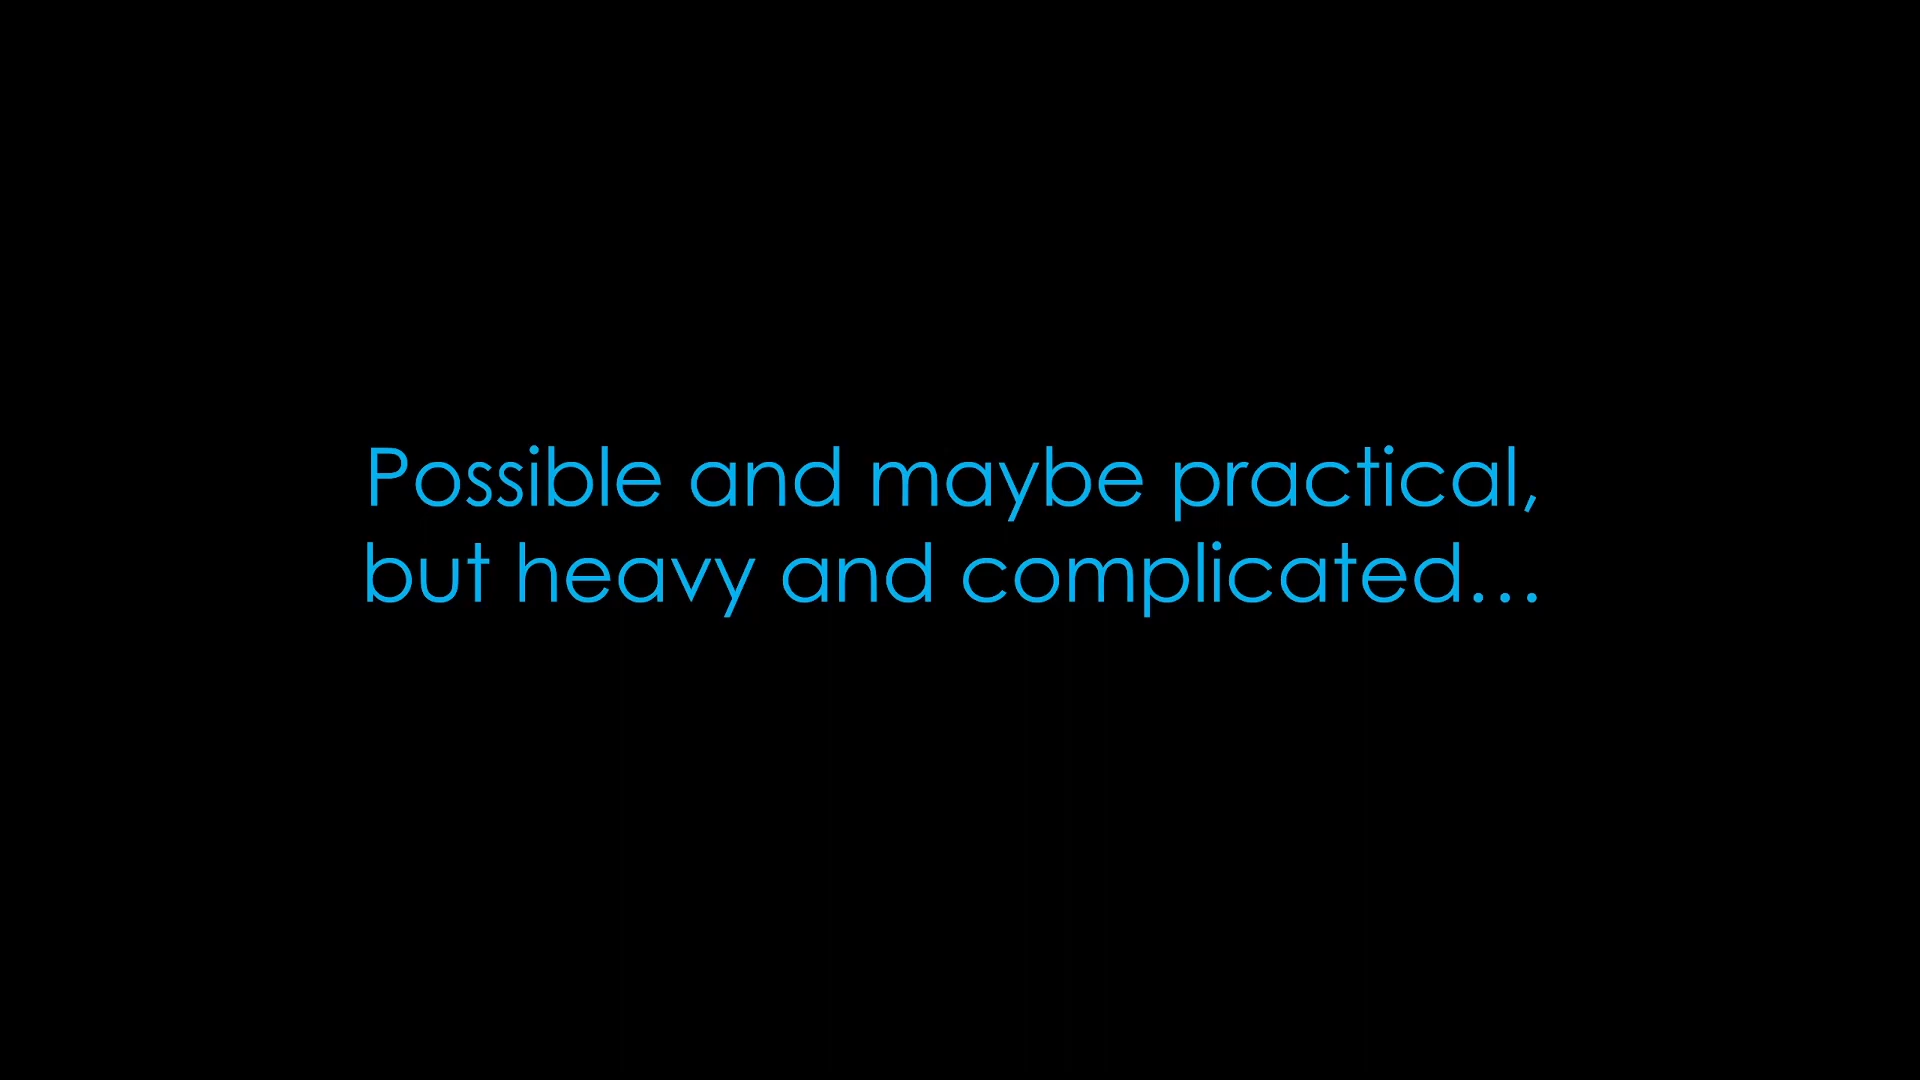 Possible and maybe practical,
but heavy and complicated…